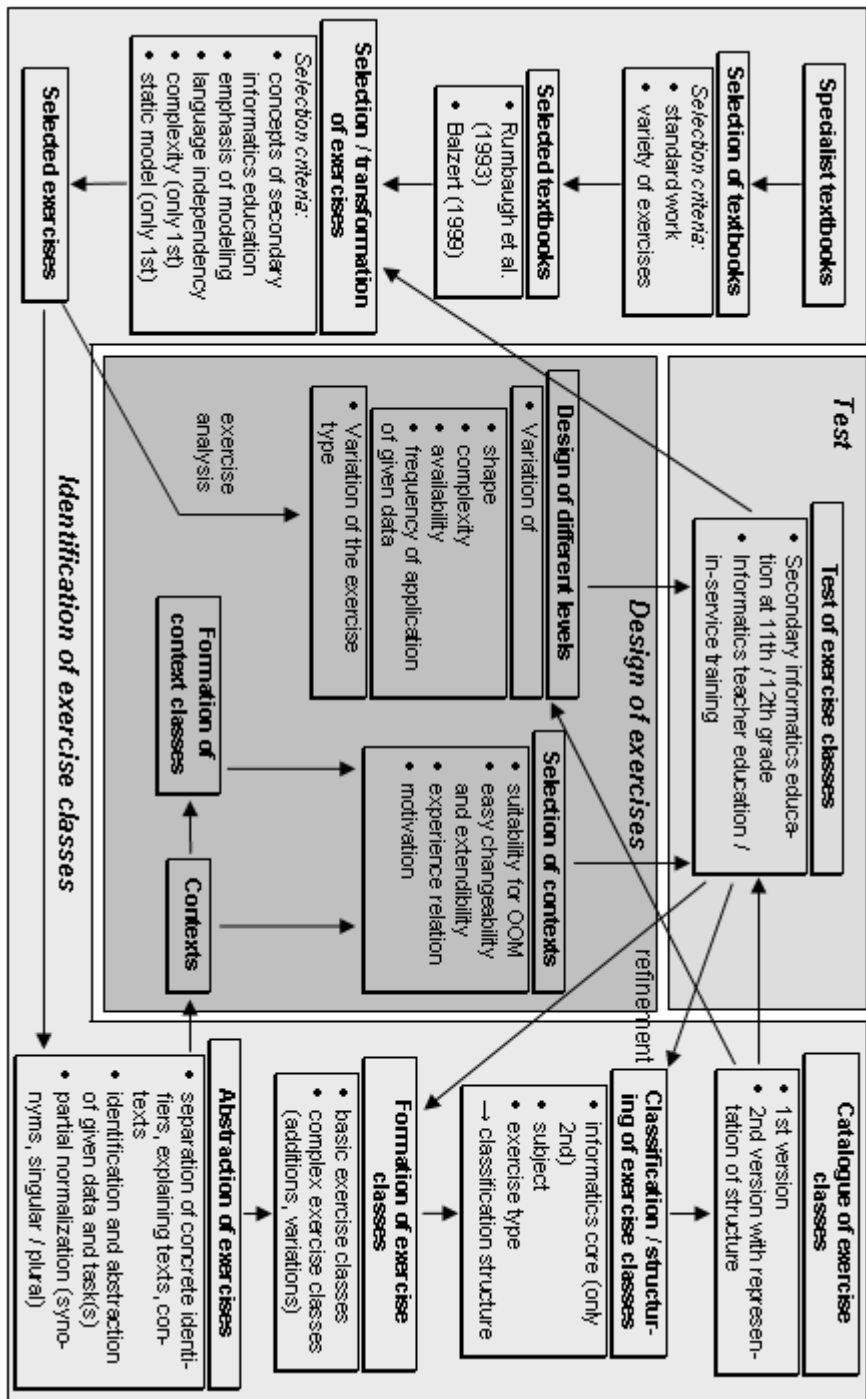 Specialist textbooks
Selection of textbooks
Selection criteria:
• standard work
• variety of exercises
Selected textbooks
• Rumbaugh et al.
(1993)
• Balzert (1999)
Selection / transformation
of exercises
Selection criteria:
• concepts of secondary
informatics education
• emphasis of modeling
• language independency
• complexity (only 1st)
• static model (only 1st)
Selected exercises
Test
Test of exercise classes
• Secondary informatics educa-
tion at 11th / 12th grade
• Informatics teacher education /
in-service training
Design of exercises
Design of different levels
• Variation of
• shape
• complexity
• availability
• frequency of application
of given data
• Variation of the exercise
type
exercise
analysis
Selection of contexts
• suitability for OOM
• easy changeability
and extendibility
• experience relation
• motivation
Formation of
context classes
Contexts
refinement
Identification of exercise classes
Catalogue of exercise
classes
• 1st version
• 2nd version with represen-
tation of structure
Classification / structur-
ing of exercise classes
• informatics core (only
2nd)
• subject
• exercise type
→ classification structure
Formation of exercise
classes
• basic exercise classes
• complex exercise classes
(additions, variations)
Abstraction of exercises
• separation of concrete identi-
fiers, explaining texts, con-
texts
• identification and abstraction
of given data and task(s)
• partial normalization (syno-
nyms, singular / plural)